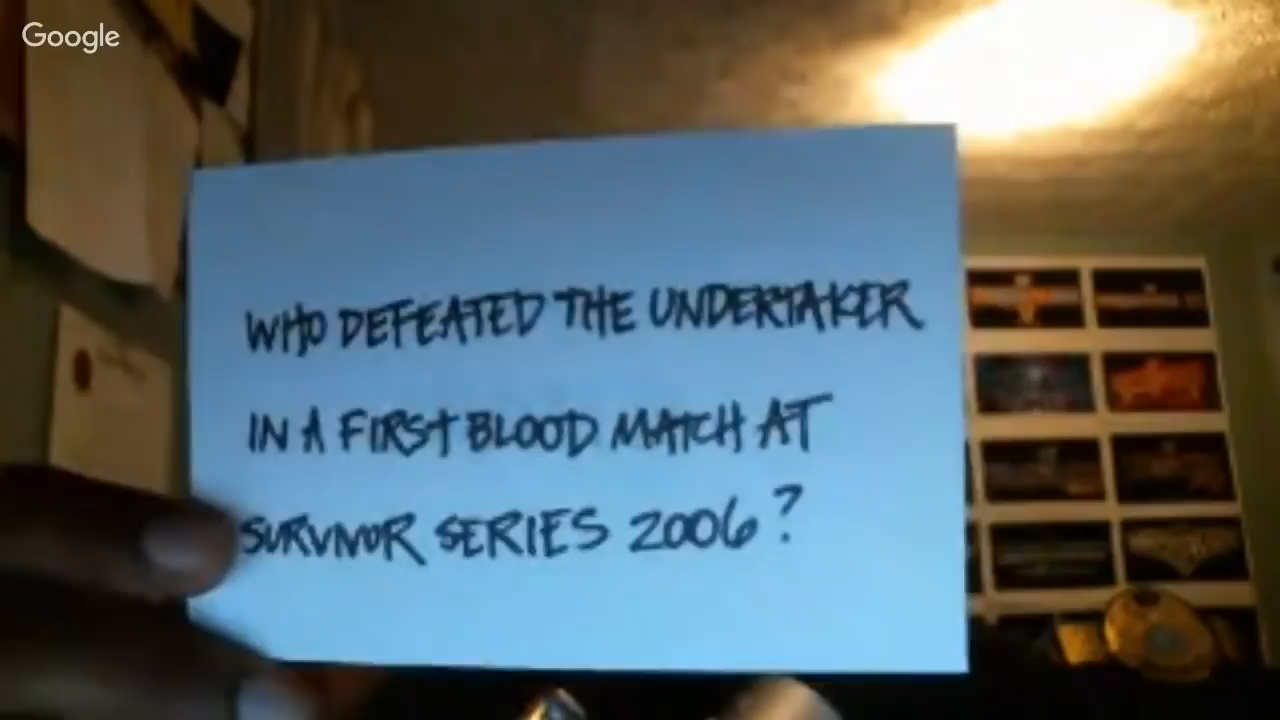 Google
WHO DEFEATED THE UNDERTAKER
IN A FIRST BLOOD MATCH AT
SURVIVOR SERIES 2006?